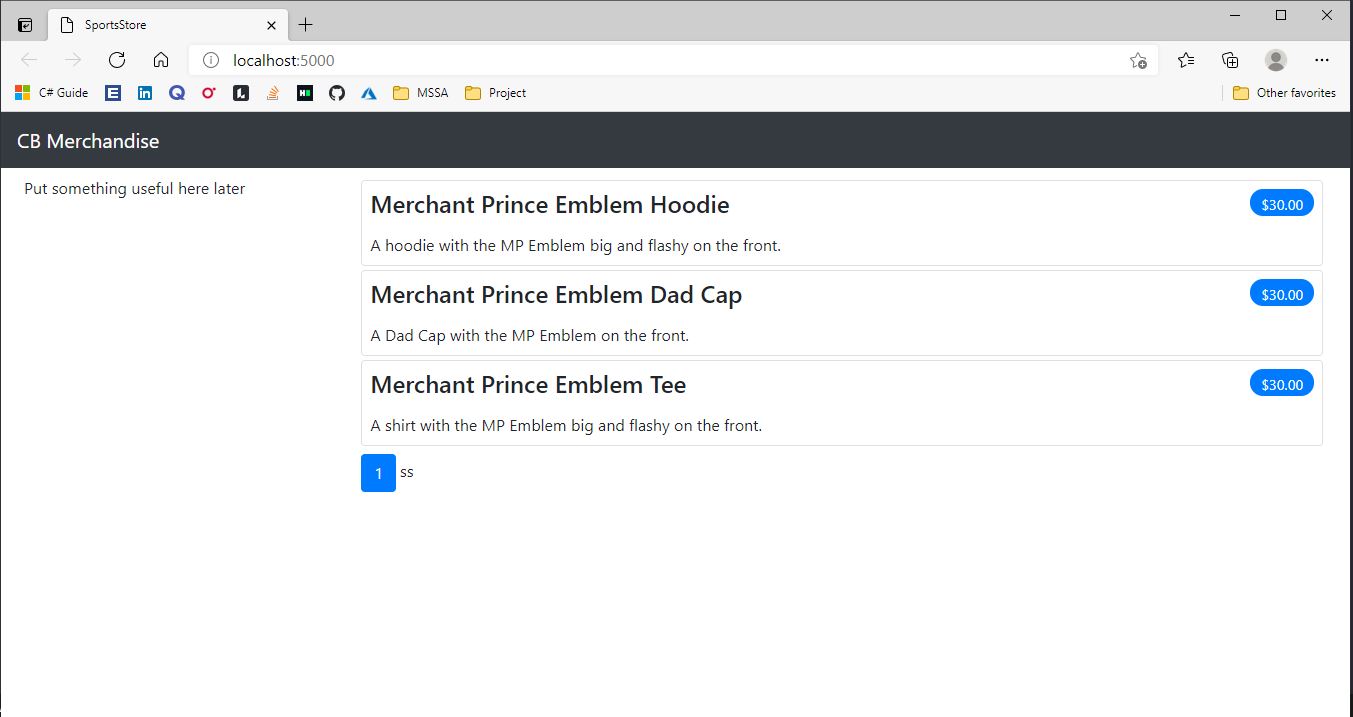 SportsStore
localhost:5000
C# Guide MSSA Project Other favorites
CB Merchandise
Put something useful here later
Merchant Prince Emblem Hoodie $30.00
A hoodie with the MP Emblem big and flashy on the front.
Merchant Prince Emblem Dad Cap $30.00
A Dad Cap with the MP Emblem on the front.
Merchant Prince Emblem Tee $30.00
A shirt with the MP Emblem big and flashy on the front.
1 ss